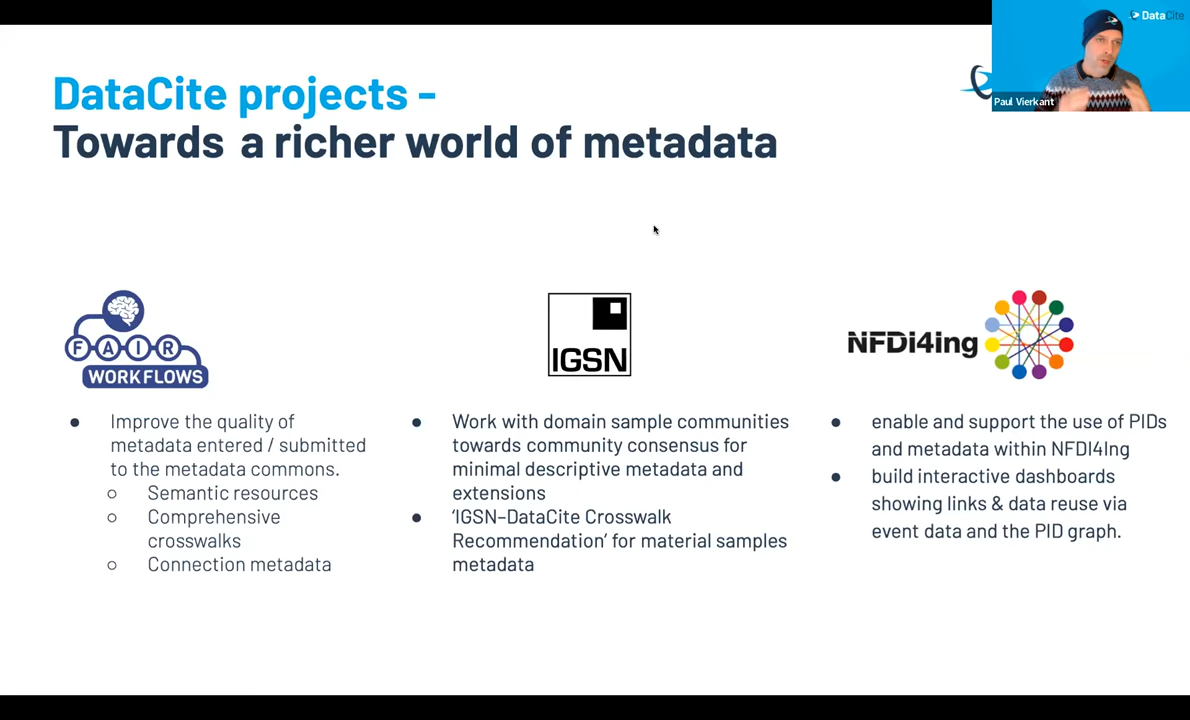 DataCite
Paul Vierkant
DataCite projects -
Towards a richer world of metadata
FAIR
WORKFLOWS
IGSN
NFDi4ing
● Improve the quality of
metadata entered / submitted
to the metadata commons.
○ Semantic resources
○ Comprehensive
crosswalks
○ Connection metadata
● Work with domain sample communities
towards community consensus for
minimal descriptive metadata and
extensions
● ‘IGSN–DataCite Crosswalk
Recommendation’ for material samples
metadata
● enable and support the use of PIDs
and metadata within NFDI4Ing
● build interactive dashboards
showing links & data reuse via
event data and the PID graph.